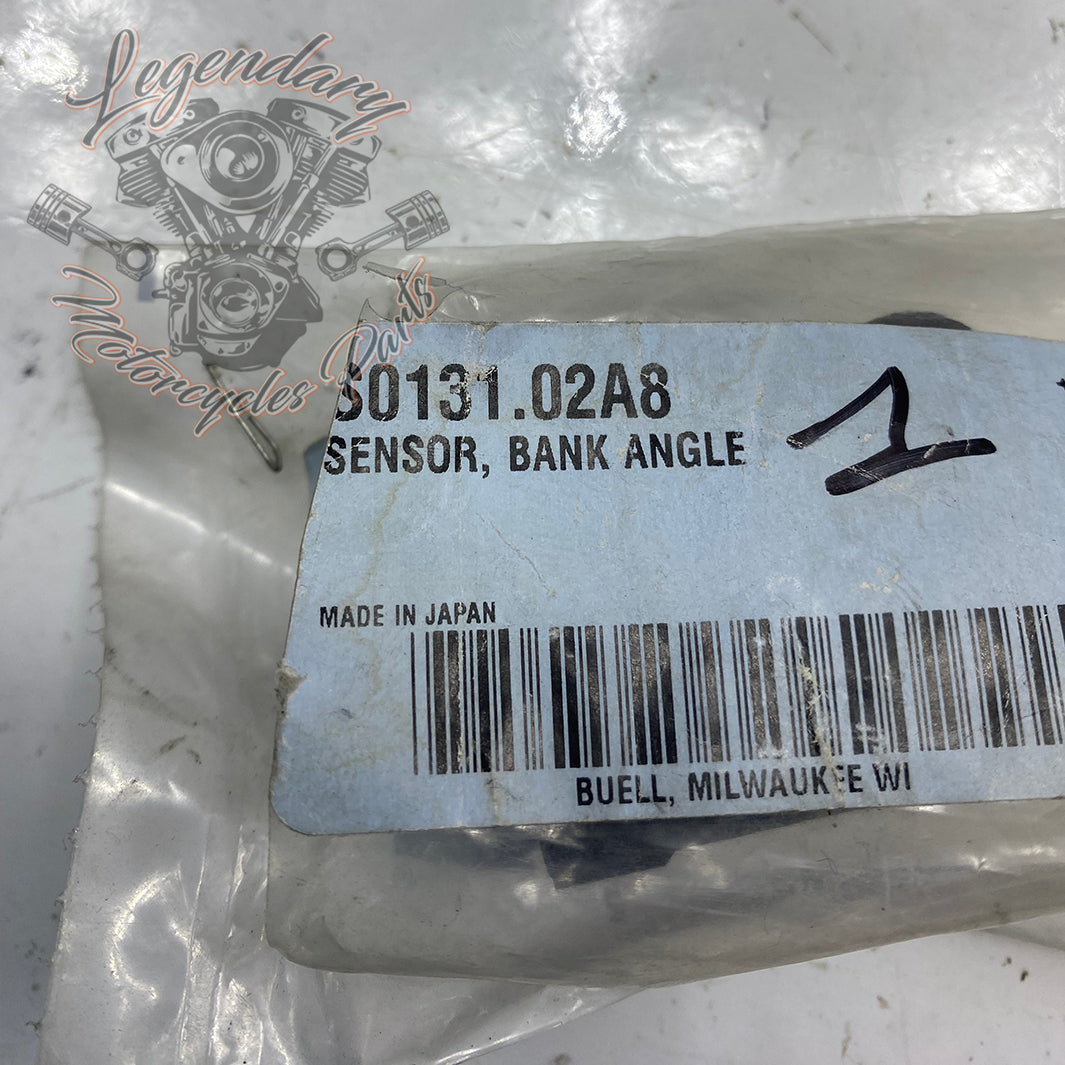 Legendary
Motorcycles Parts
S0131.02A8
SENSOR, BANK ANGLE
1
MADE IN JAPAN
BUELL, MILWAUKEE WI